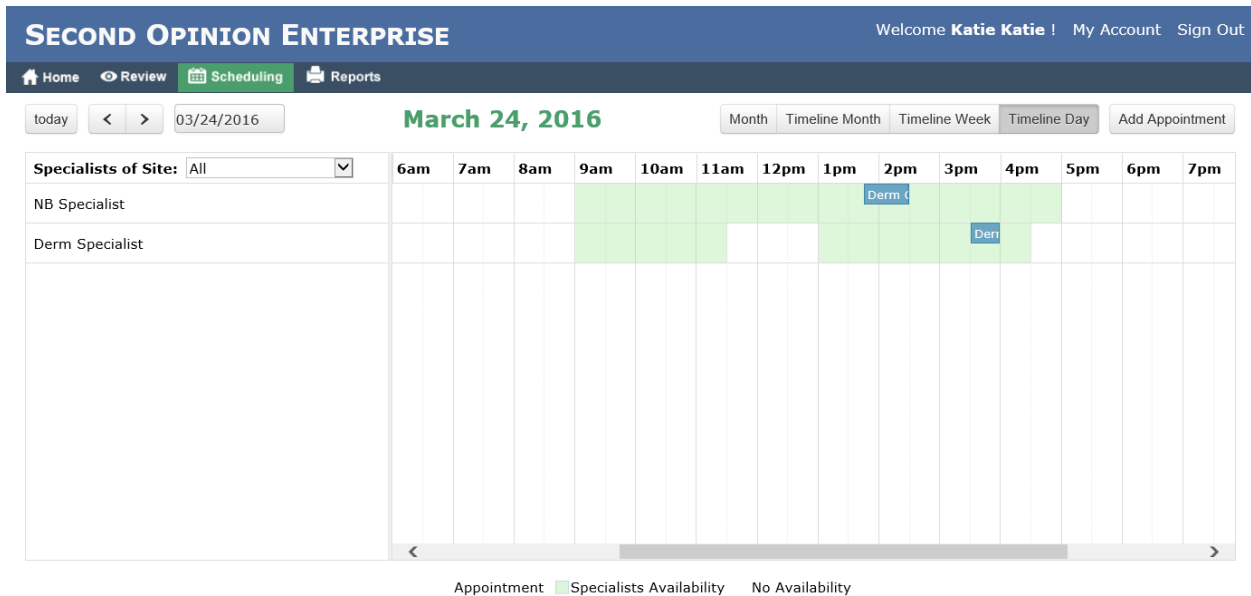 SECOND OPINION ENTERPRISE
Welcome Katie Katie ! My Account Sign Out
Home Review Scheduling Reports
today 03/24/2016 March 24, 2016 Month Timeline Month Timeline Week Timeline Day Add Appointment
Specialists of Site: All 6am 7am 8am 9am 10am 11am 12pm 1pm 2pm 3pm 4pm 5pm 6pm 7pm
NB Specialist Derm
Derm Specialist
Appointment Specialists Availability No Availability